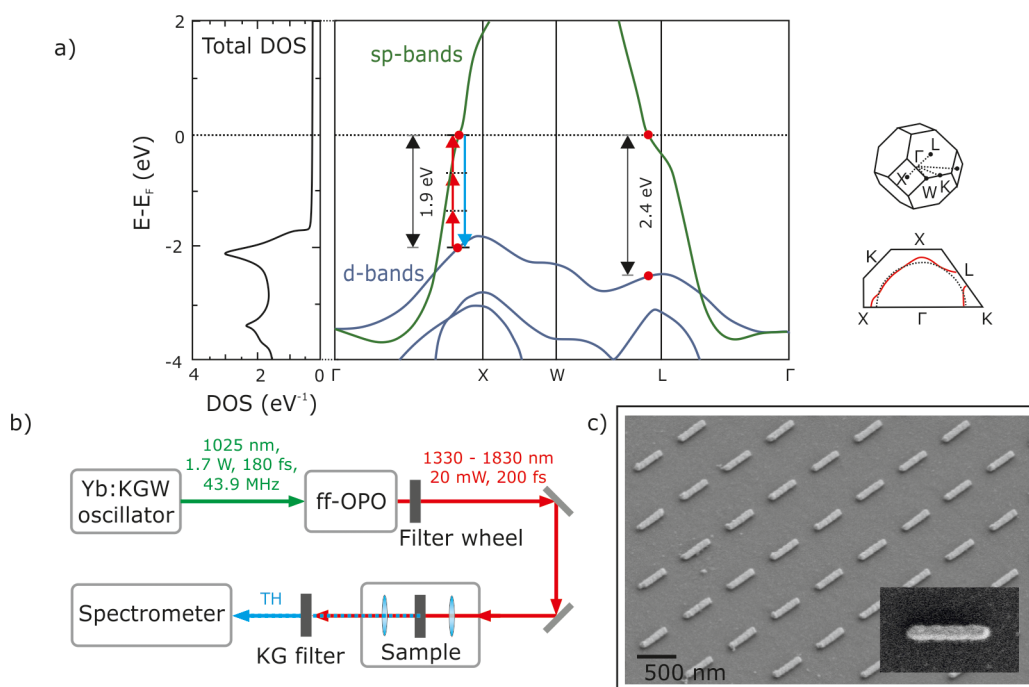 a)
Total DOS
sp-bands
d-bands
1.9 eV
2.4 eV
E-E_F (eV)
2
0
-2
-4
4
2
0
DOS (eV⁻¹)
Γ
X
W
L
Γ
L
Γ
X
W
K
X
K
L
X
Γ
K
b)
1025 nm,
1.7 W, 180 fs,
43.9 MHz
1330 - 1830 nm
20 mW, 200 fs
Yb:KGW
oscillator
ff-OPO
Filter wheel
Spectrometer
TH
KG filter
Sample
c)
500 nm